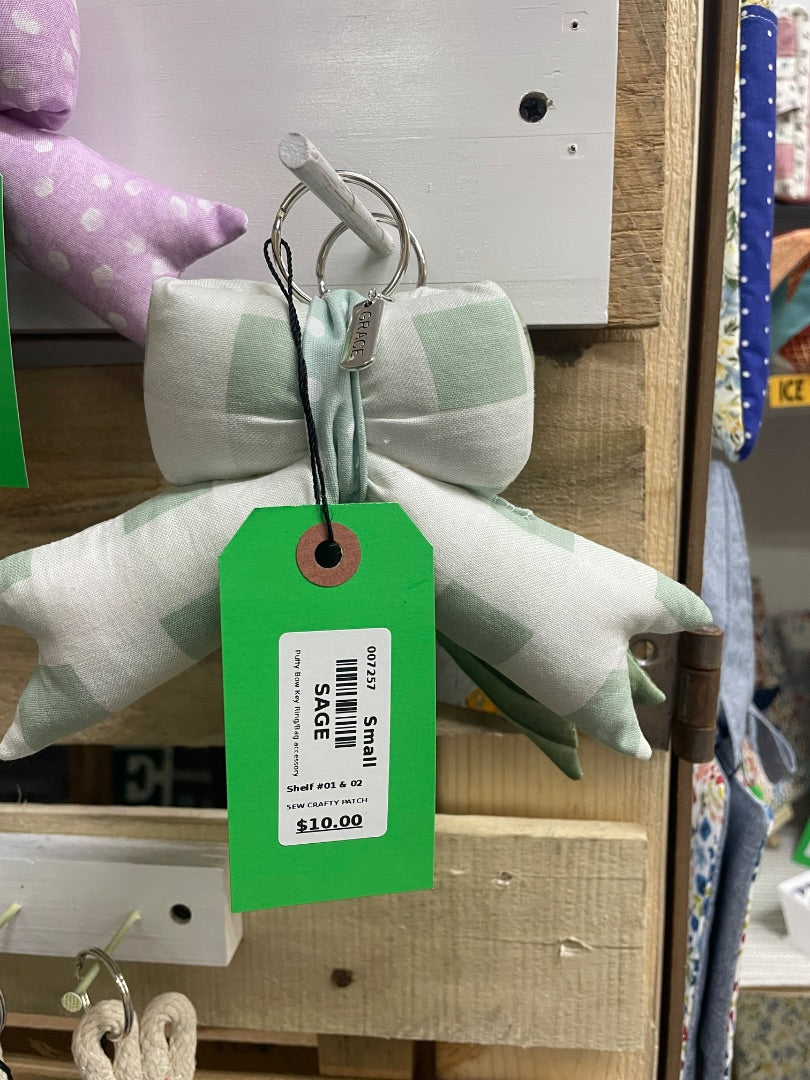 GRACE
007257
Small
SAGE
Puffy Bow Key Ring/Bag accessory
Shelf #01 & 02
SEW CRAFTY PATCH
$10.00
ICE